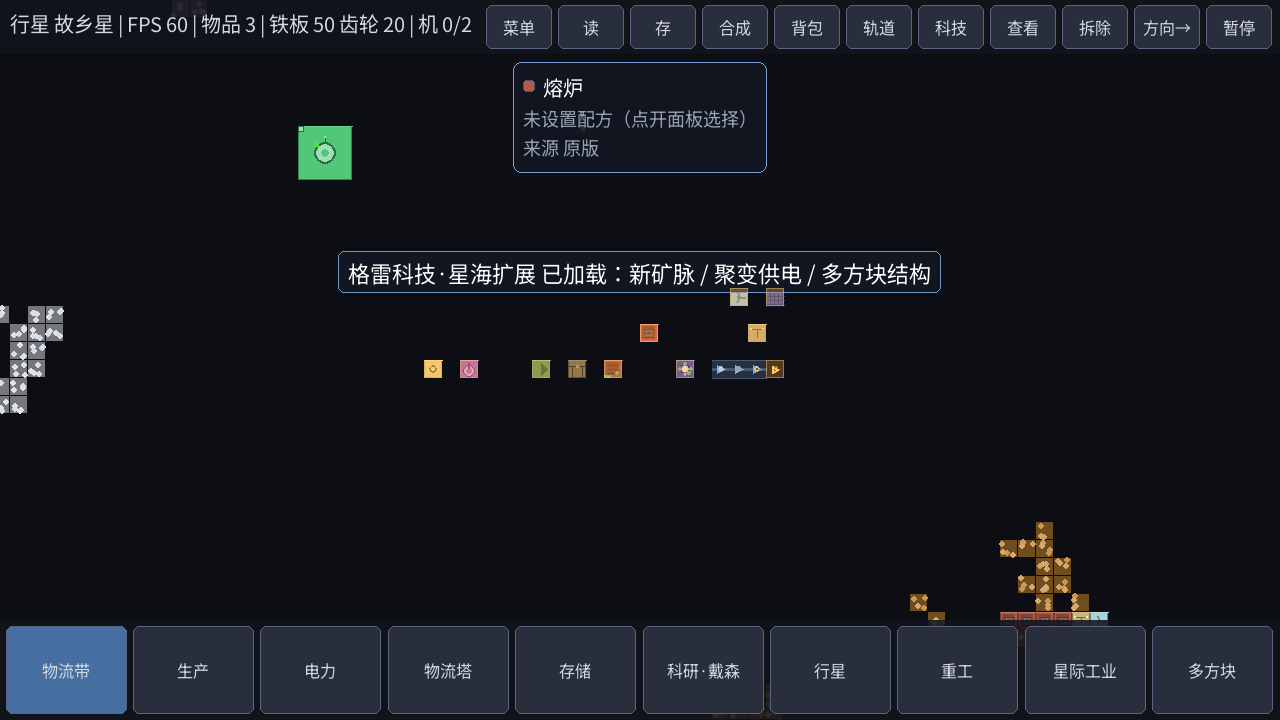 行星 故乡星 | FPS 60 | 物品 3 | 铁板 50 齿轮 20 | 机 0/2
菜单
读
存
合成
背包
轨道
科技
查看
拆除
方向→
暂停
熔炉
未设置配方（点开面板选择）
来源 原版
格雷科技·星海扩展 已加载：新矿脉 / 聚变供电 / 多方块结构
物流带
生产
电力
物流塔
存储
科研·戴森
行星
重工
星际工业
多方块